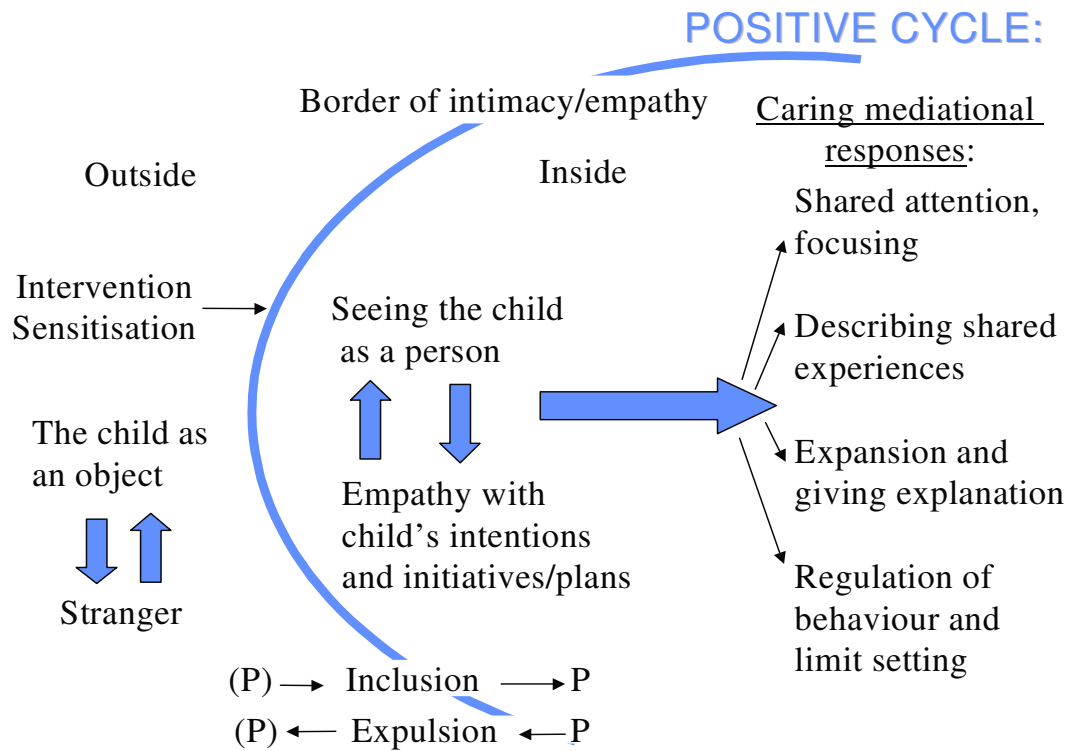 POSITIVE CYCLE:
Border of intimacy/empathy
Caring mediational
responses:
Outside
Inside
Shared attention,
focusing
Intervention
Sensitisation
Seeing the child
as a person
Describing shared
experiences
The child as
an object
Expansion and
giving explanation
Empathy with
child’s intentions
and initiatives/plans
Stranger
Regulation of
behaviour and
limit setting
(P) Inclusion P
(P) Expulsion P